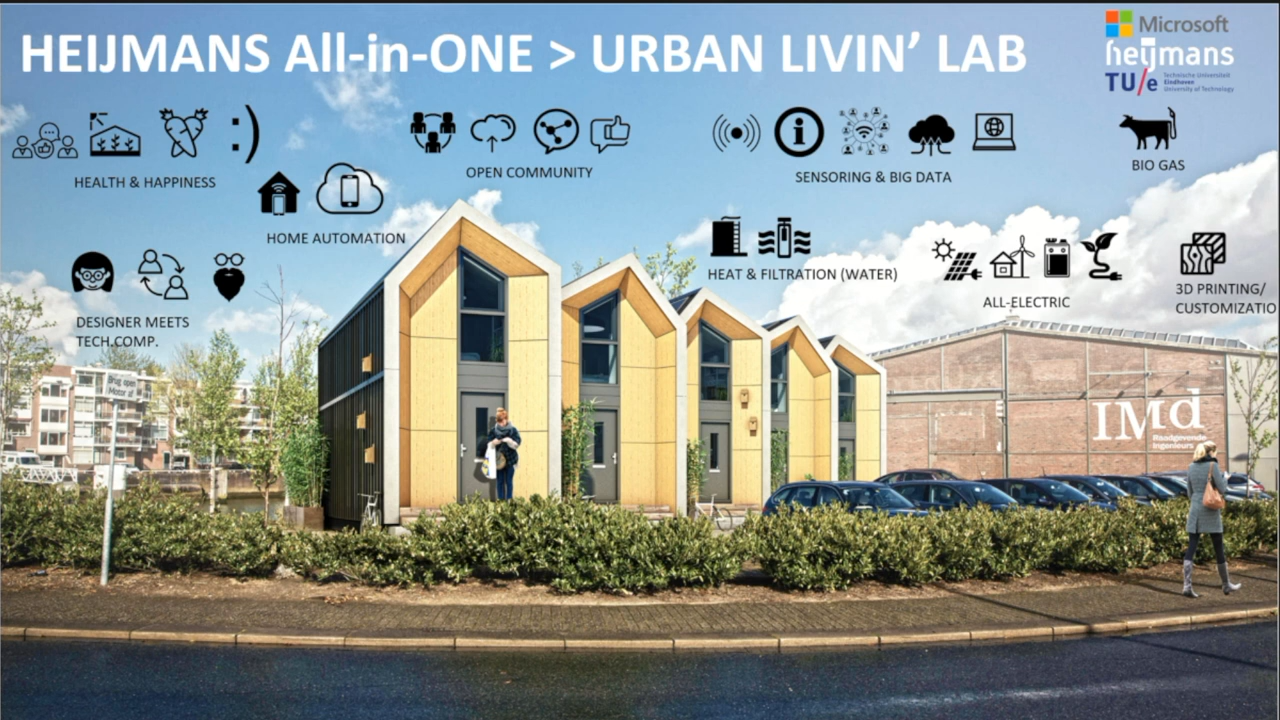 HEIJMANS All-in-ONE > URBAN LIVIN’ LAB
Microsoft
heijmans
TU/e
Technische Universiteit
Eindhoven
University of Technology
:)
HEALTH & HAPPINESS
OPEN COMMUNITY
SENSORING & BIG DATA
BIO GAS
HOME AUTOMATION
HEAT & FILTRATION (WATER)
ALL-ELECTRIC
3D PRINTING/
CUSTOMIZATIO
DESIGNER MEETS
TECH.COMP.
IMd
Raadgevende
Ingenieurs